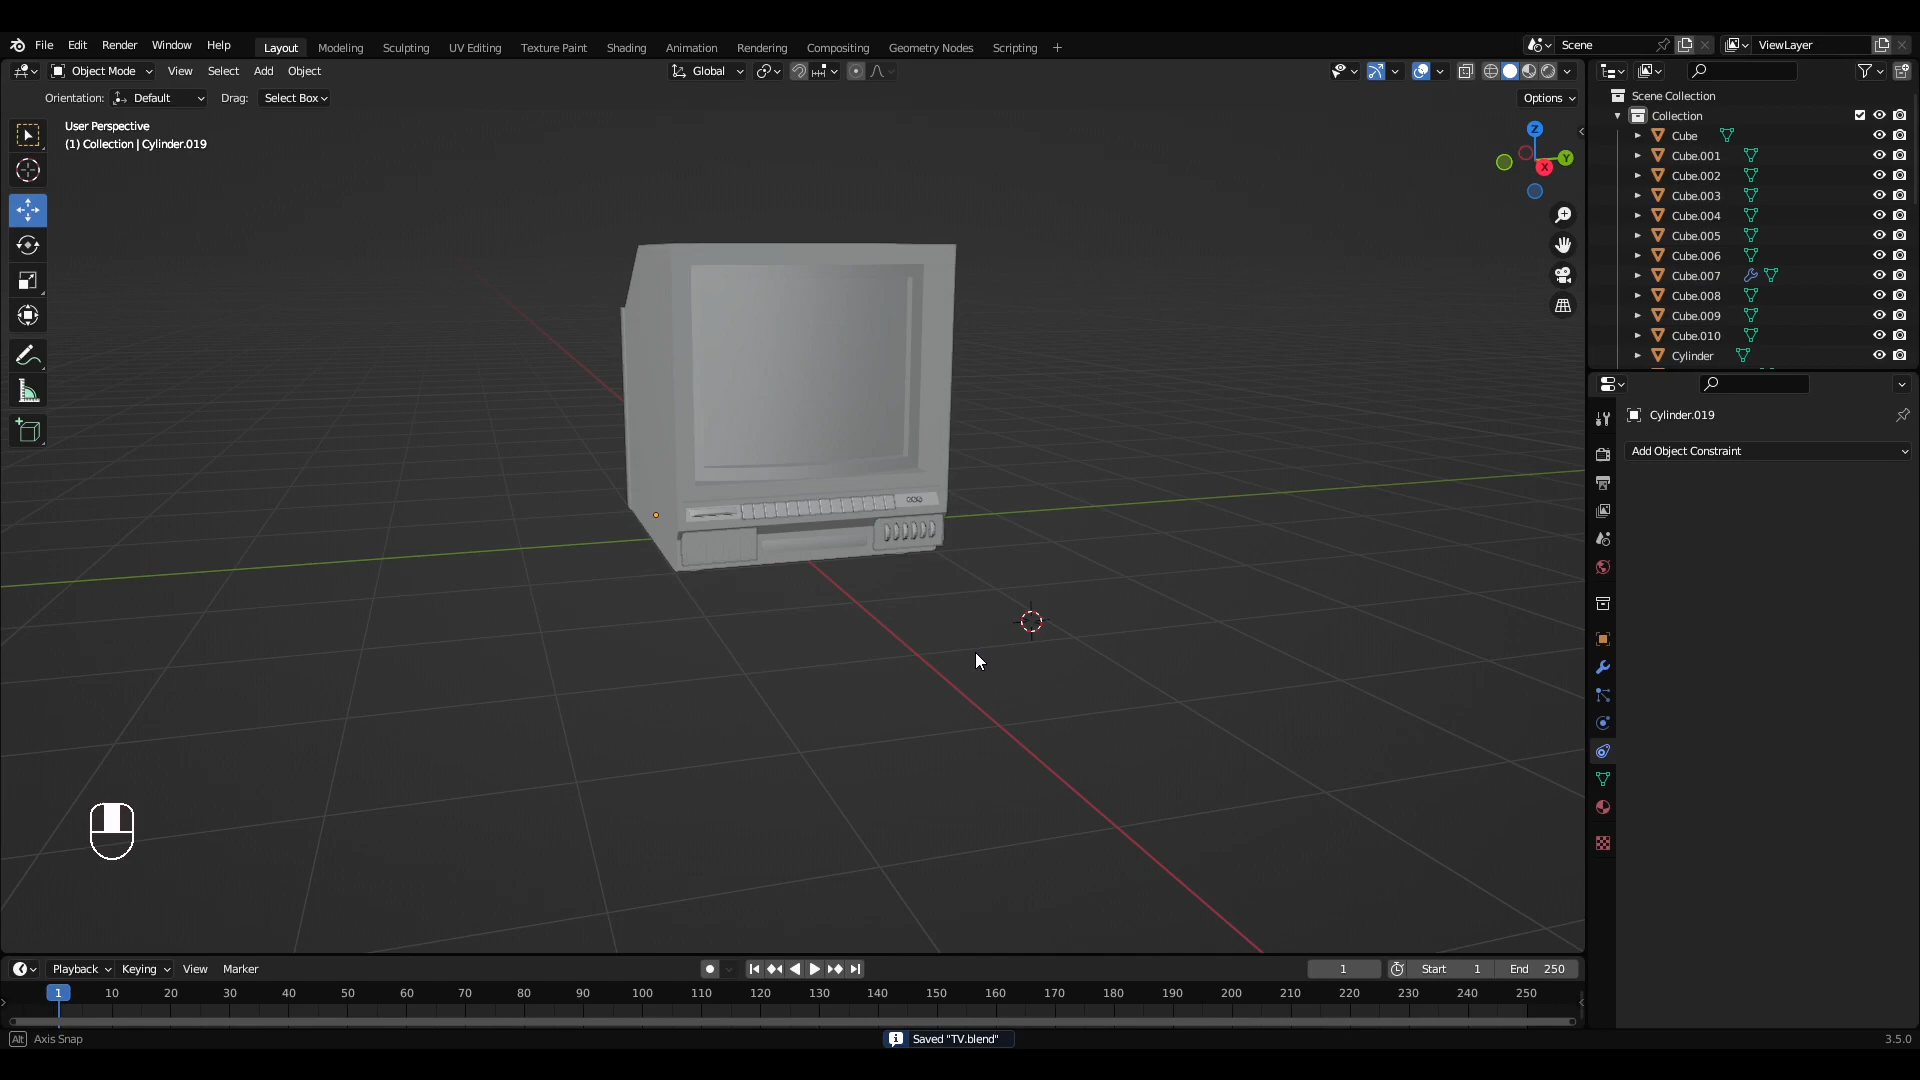 File Edit Render Window Help Layout Modeling Sculpting UV Editing Texture Paint Shading Animation Rendering Compositing Geometry Nodes Scripting + Scene ViewLayer
Object Mode View Select Add Object Global
Orientation: Default Drag: Select Box Options
User Perspective
(1) Collection | Cylinder.019
Z
Y
X
Scene Collection
Collection
Cube
Cube.001
Cube.002
Cube.003
Cube.004
Cube.005
Cube.006
Cube.007
Cube.008
Cube.009
Cube.010
Cylinder
Cylinder.019
Add Object Constraint
Playback Keying View Marker 1 Start 1 End 250
1 10 20 30 40 50 60 70 80 90 100 110 120 130 140 150 160 170 180 190 200 210 220 230 240 250
Alt Axis Snap Saved "TV.blend" 3.5.0